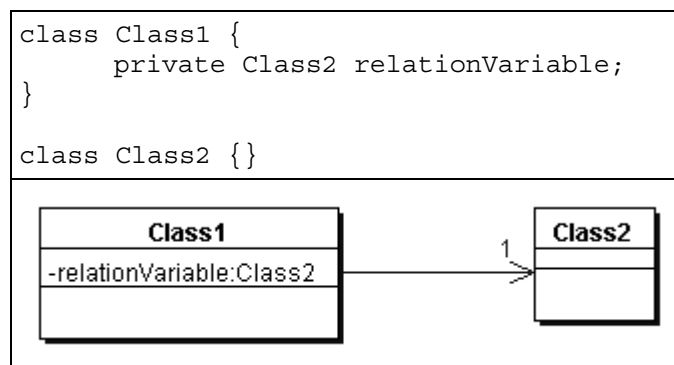 class Class1 {
private Class2 relationVariable;
}
class Class2 {}
Class1
-relationVariable:Class2
1
Class2